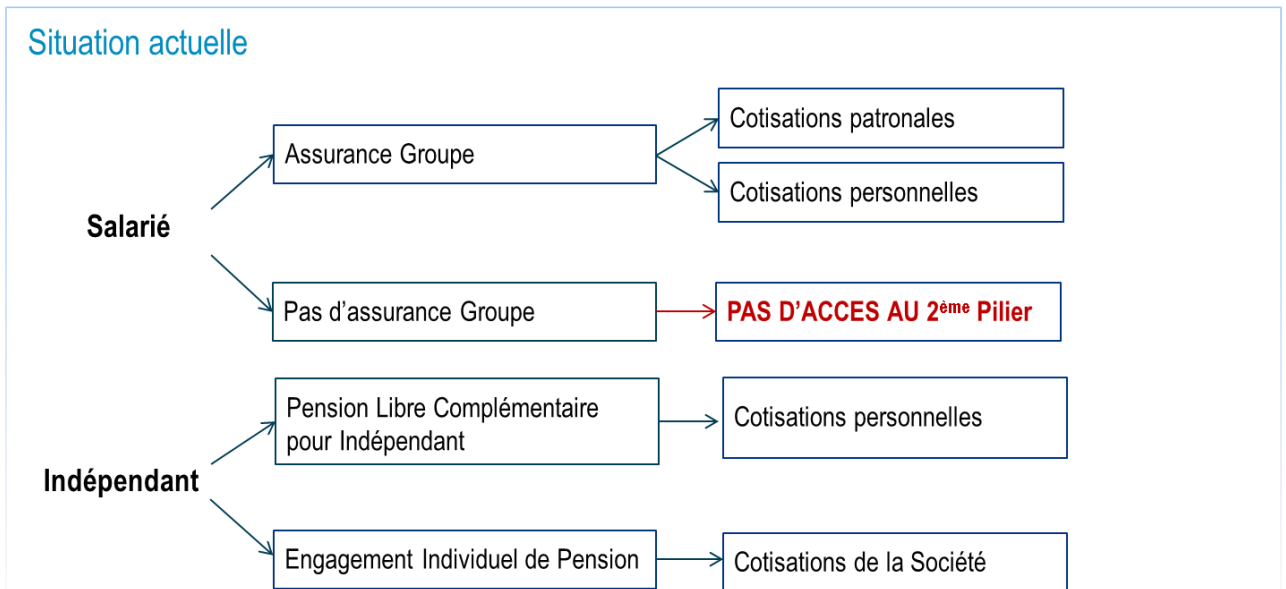 Situation actuelle
Cotisations patronales
Assurance Groupe
Cotisations personnelles
Salarié
Pas d’assurance Groupe
PAS D’ACCES AU 2ème Pilier
Pension Libre Complémentaire
pour Indépendant
Cotisations personnelles
Indépendant
Engagement Individuel de Pension
Cotisations de la Société